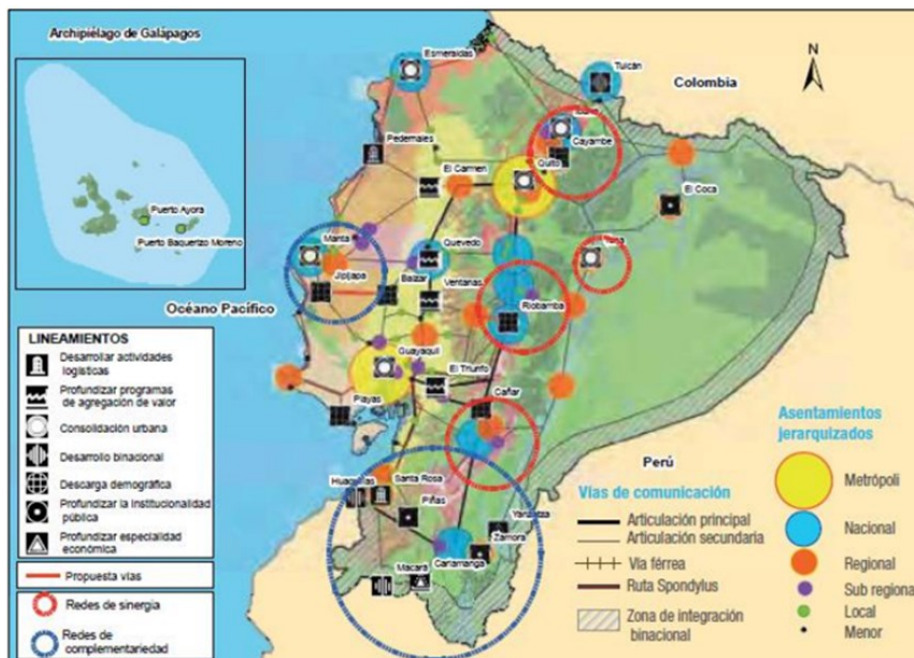 Archipiélago de Galápagos
Puerto Ayora
Puerto Baquerizo Moreno
Océano Pacífico
Colombia
N
Perú
Esmeraldas
Tulcán
Cayambe
Pedernales
El Carmen
Quito
El Coca
Manta
Quevedo
Jipijapa
Balzar
Ventanas
Riobamba
Guayaquil
El Triunfo
Playas
Cañar
Huaquillas
Santa Rosa
Piñas
Yantzatza
Zamora
Macará
Cariamanga
LINEAMIENTOS
Desarrollar actividades
logísticas
Profundizar programas
de agregación de valor
Consolidación urbana
Desarrollo binacional
Descarga demográfica
Profundizar la institucionalidad
pública
Profundizar especialidad
económica
Propuesta vías
Redes de sinergia
Redes de
complementariedad
Vías de comunicación
Articulación principal
Articulación secundaria
Vía férrea
Ruta Spondylus
Zona de integración
binacional
Asentamientos
jerarquizados
Metrópoli
Nacional
Regional
Sub regiona
Local
Menor